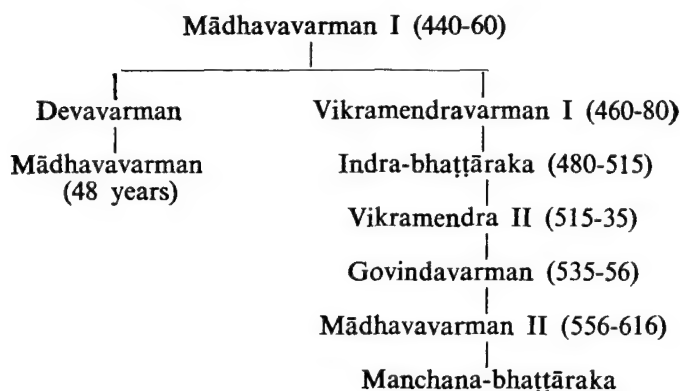 Mādhavavarman I (440-60)
Devavarman Vikramendravarman I (460-80)
Mādhavavarman Indra-bhaṭṭāraka (480-515)
(48 years)
Vikramendra II (515-35)
Govindavarman (535-56)
Mādhavavarman II (556-616)
Manchana-bhaṭṭāraka